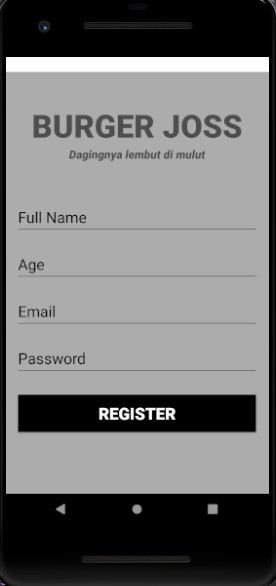 BURGER JOSS
Dagingnya lembut di mulut
Full Name
Age
Email
Password
REGISTER